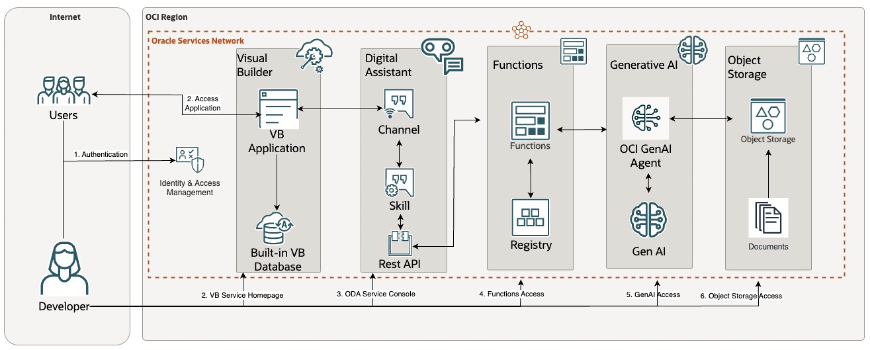 Internet
OCI Region
Oracle Services Network
Visual
Builder
Digital
Assistant
Functions
Generative AI
Object
Storage
Users
2. Access
Application
VB
Application
Channel
Functions
OCI GenAI
Agent
Object Storage
1. Authentication
Identity & Access
Management
Skill
Built-in VB
Database
Rest API
Registry
Gen AI
Documents
Developer
2. VB Service Homepage
3. ODA Service Console
4. Functions Access
5. GenAI Access
6. Object Storage Access